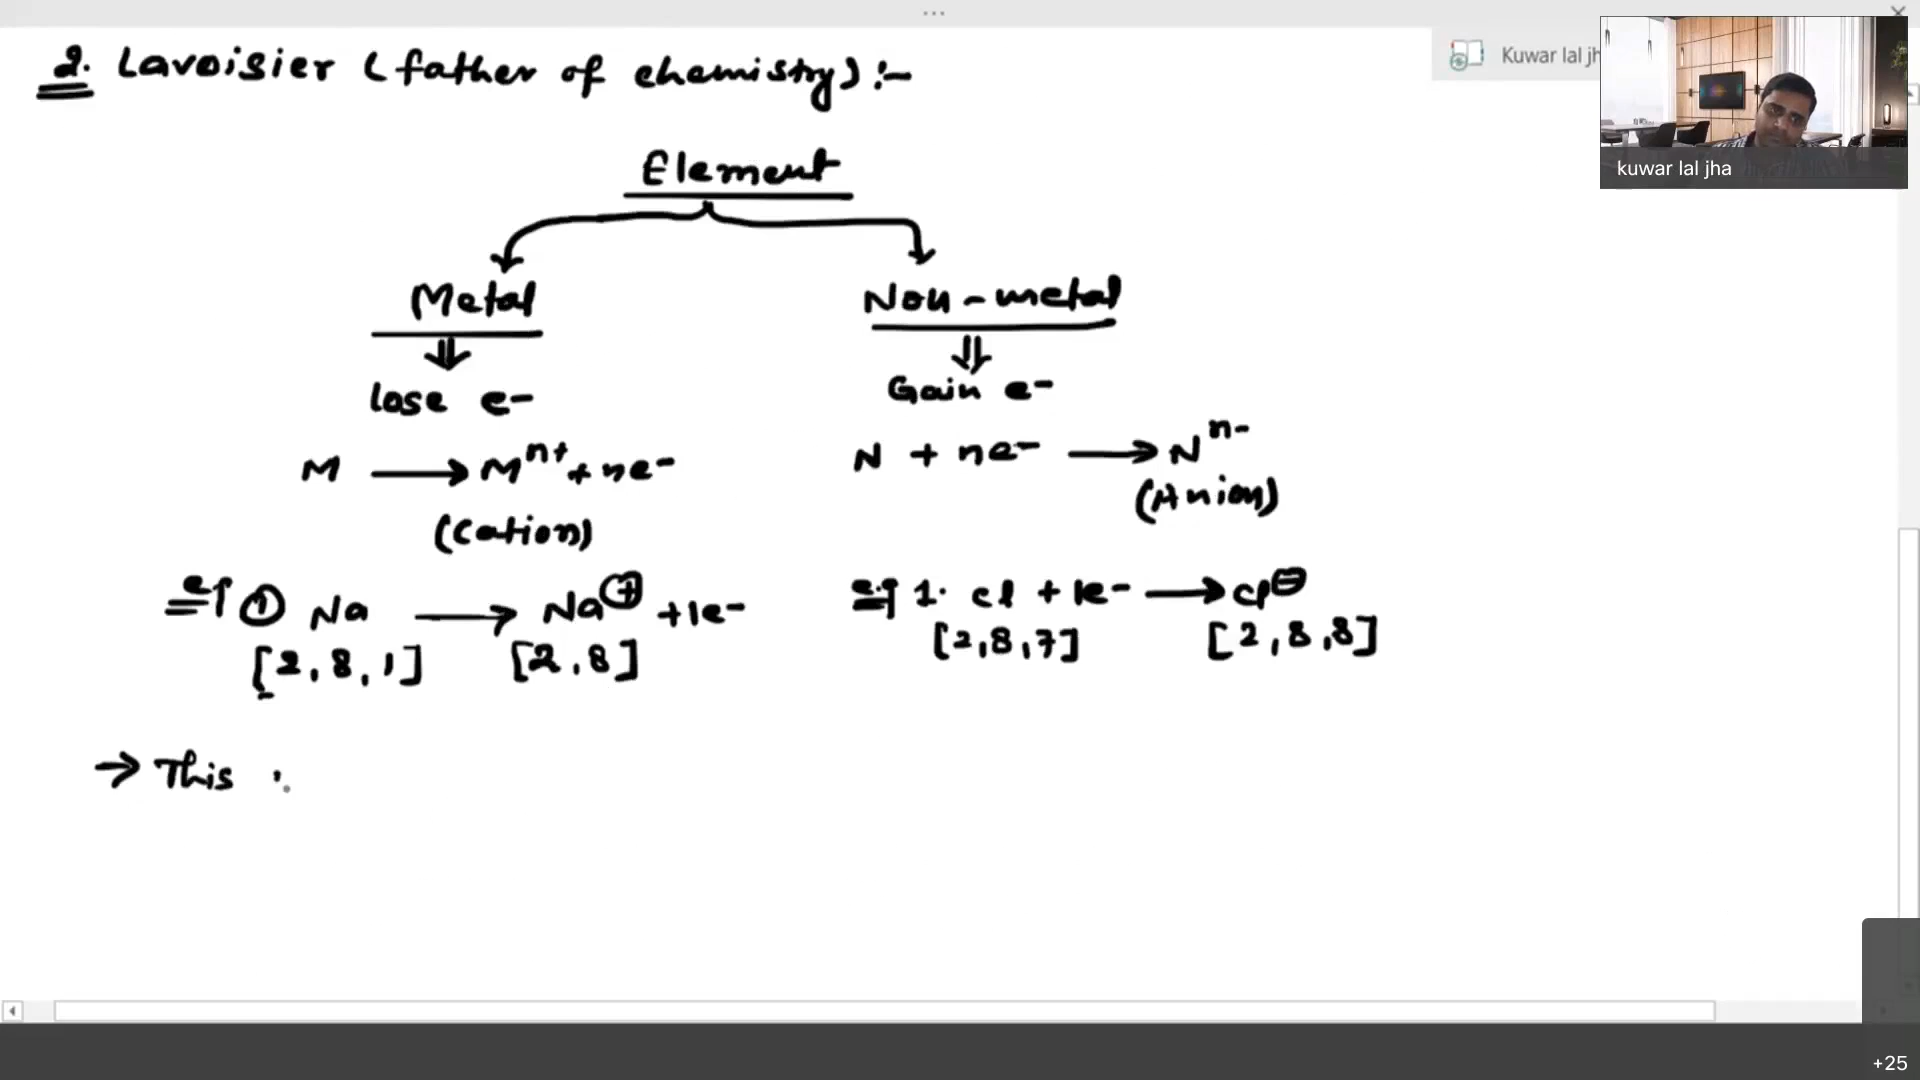 2. Lavoisier (father of chemistry) :-
Kuwar lal jh
kuwar lal jha
Element
Metal
Non-metal
lose e-
Gain e-
M → Mⁿ⁺ + ne-
N + ne- → Nⁿ⁻
(Cation)
(Anion)
eg ① Na → Na⊕ + 1e-
[2, 8, 1] [2, 8]
e.g 1. cl + 1e- → cl⊖
[2, 8, 7] [2, 8, 8]
→ This
+25